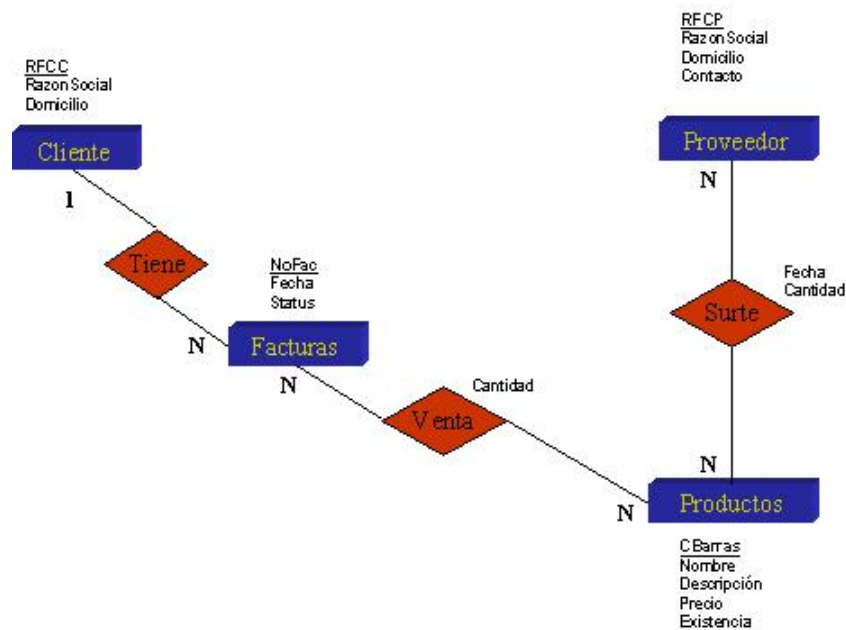 RFCP
Razon Social
Domicilio
Contacto
RFCC
Razon Social
Domicilio
Cliente
Proveedor
1
N
Tiene
NoFac
Fecha
Status
Fecha
Cantidad
Surte
N
Facturas
N
Cantidad
Venta
N
N
Productos
CBarras
Nombre
Descripción
Precio
Existencia